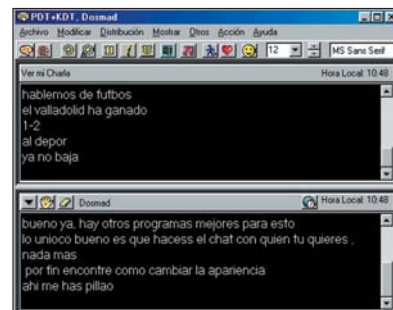 PDT+KDT, Dosmad
Archivo Modificar Distribución Mostrar Otros Acción Ayuda
12 MS Sans Serif
Ver mi Charla Hora Local: 10:48
hablemos de futbos
el valladolid ha ganado
1-2
al depor
ya no baja
Dosmad Hora Local: 10:48
bueno ya, hay otros programas mejores para esto
lo unioco bueno es que hacess el chat con quien tu quieres ,
nada mas
por fin encontre como cambiar la apariencia
ahi me has pillao